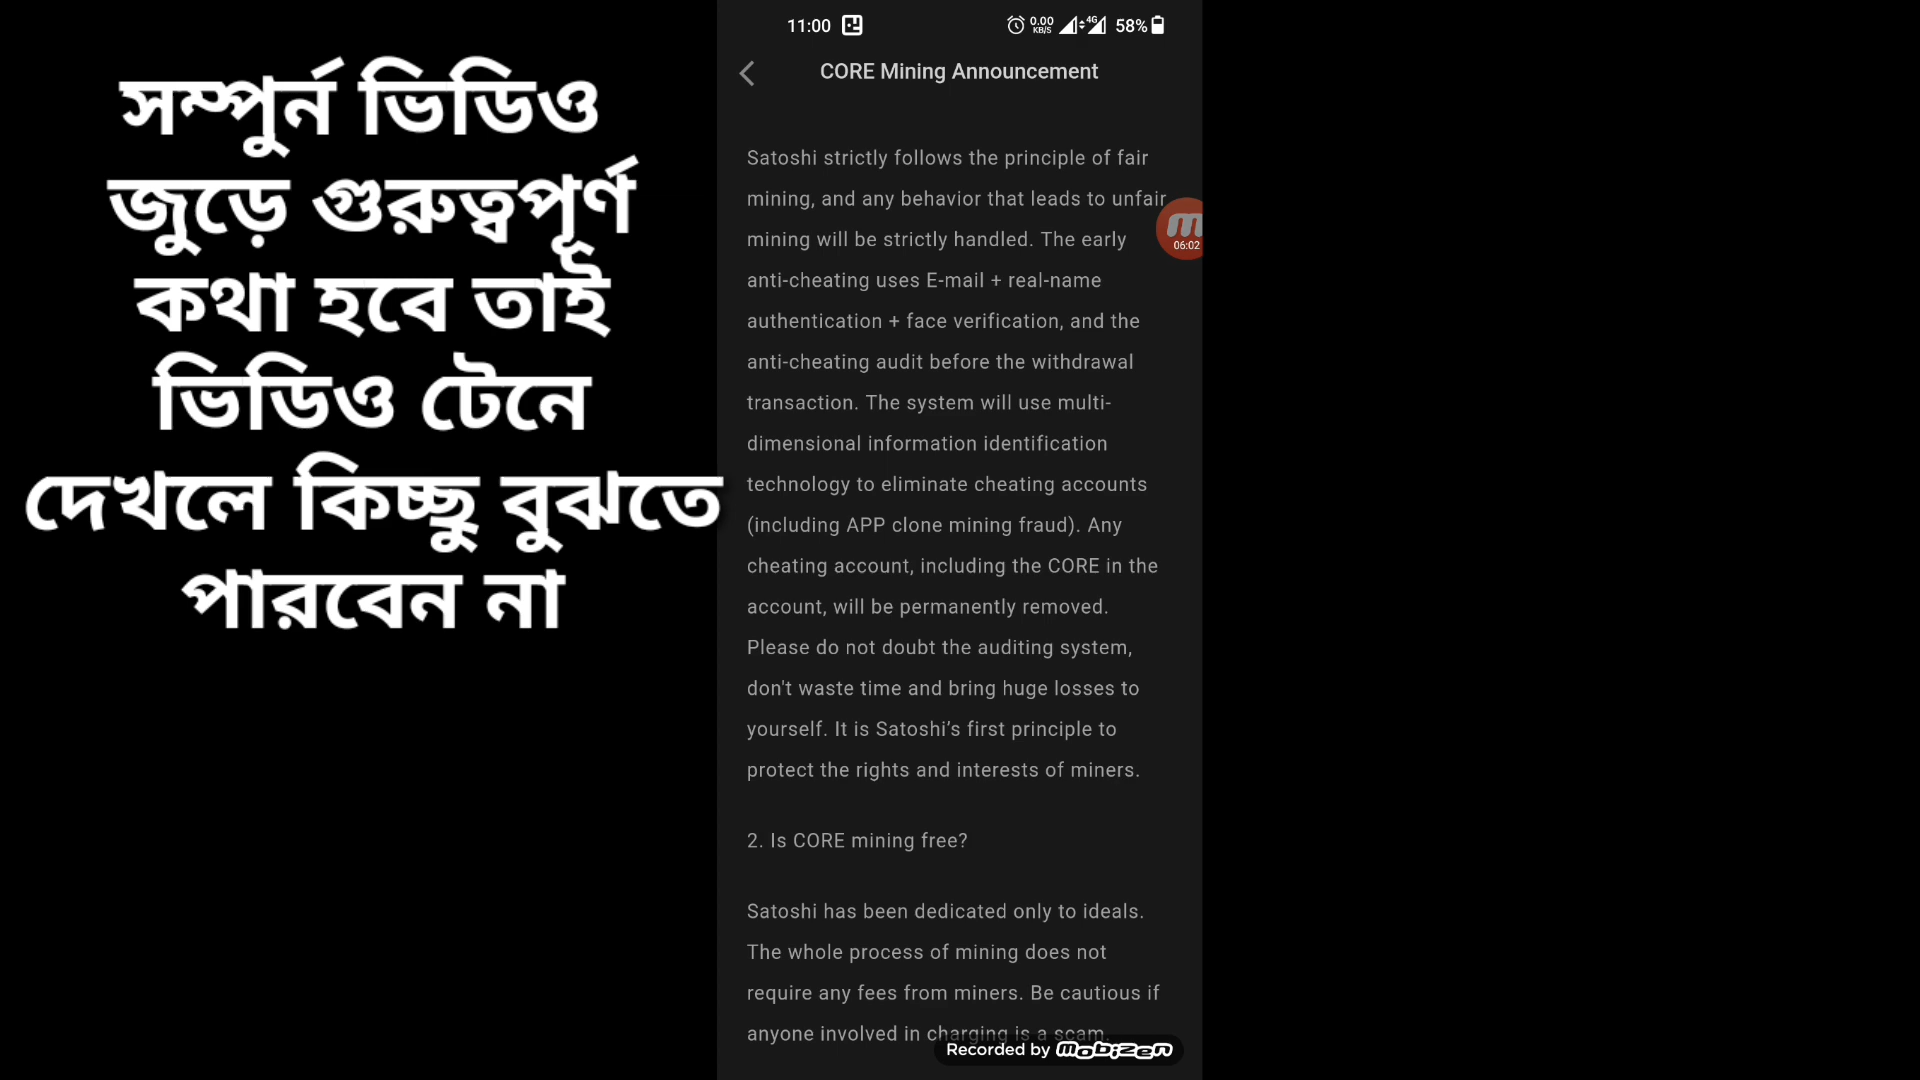 সম্পুর্ন ভিডিও
জুড়ে গুরুত্বপূর্ণ
কথা হবে তাই
ভিডিও টেনে
দেখলে কিচ্ছু বুঝতে
পারবেন না
11:00
0.00 KB/S 4G 58%
CORE Mining Announcement
Satoshi strictly follows the principle of fair
mining, and any behavior that leads to unfair
mining will be strictly handled. The early
anti-cheating uses E-mail + real-name
authentication + face verification, and the
anti-cheating audit before the withdrawal
transaction. The system will use multi-
dimensional information identification
technology to eliminate cheating accounts
(including APP clone mining fraud). Any
cheating account, including the CORE in the
account, will be permanently removed.
Please do not doubt the auditing system,
don't waste time and bring huge losses to
yourself. It is Satoshi’s first principle to
protect the rights and interests of miners.
2. Is CORE mining free?
Satoshi has been dedicated only to ideals.
The whole process of mining does not
require any fees from miners. Be cautious if
anyone involved in charging is a scam.
m
06:02
Recorded by mobizen